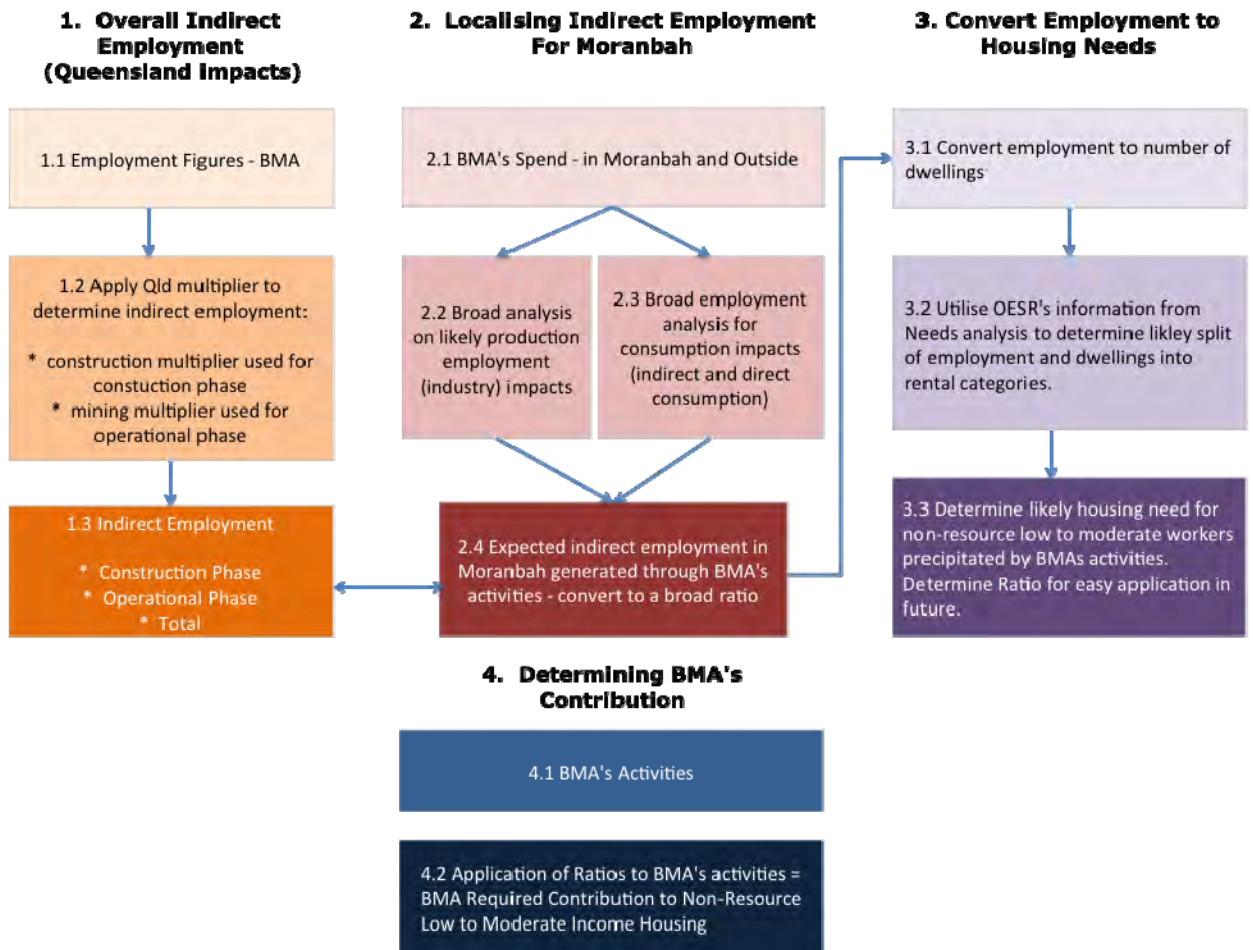 1. Overall Indirect
Employment
(Queensland Impacts)
1.1 Employment Figures - BMA
1.2 Apply Qld multiplier to
determine indirect employment:
* construction multiplier used for
constuction phase
* mining multiplier used for
operational phase
1.3 Indirect Employment
* Construction Phase
* Operational Phase
* Total
2. Localising Indirect Employment
For Moranbah
2.1 BMA's Spend - in Moranbah and Outside
2.2 Broad analysis
on likely production
employment
(industry) impacts
2.3 Broad employment
analysis for
consumption impacts
(indirect and direct
consumption)
2.4 Expected indirect employment in
Moranbah generated through BMA's
activities - convert to a broad ratio
3. Convert Employment to
Housing Needs
3.1 Convert employment to number of
dwellings
3.2 Utilise OESR's information from
Needs analysis to determine likley split
of employment and dwellings into
rental categories.
3.3 Determine likely housing need for
non-resource low to moderate workers
precipitated by BMAs activities.
Determine Ratio for easy application in
future.
4. Determining BMA's
Contribution
4.1 BMA's Activities
4.2 Application of Ratios to BMA's activities =
BMA Required Contribution to Non-Resource
Low to Moderate Income Housing